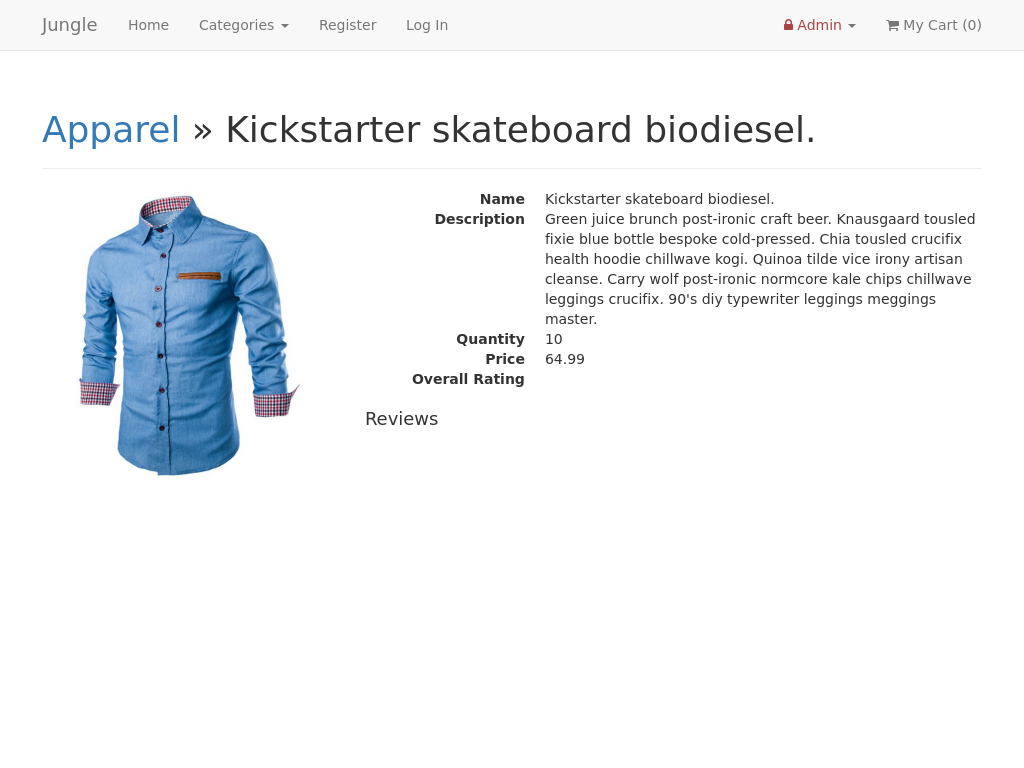 Jungle Home Categories Register Log In Admin My Cart (0)
Apparel » Kickstarter skateboard biodiesel.
Name Kickstarter skateboard biodiesel.
Description Green juice brunch post-ironic craft beer. Knausgaard tousled
fixie blue bottle bespoke cold-pressed. Chia tousled crucifix
health hoodie chillwave kogi. Quinoa tilde vice irony artisan
cleanse. Carry wolf post-ironic normcore kale chips chillwave
leggings crucifix. 90's diy typewriter leggings meggings
master.
Quantity 10
Price 64.99
Overall Rating
Reviews